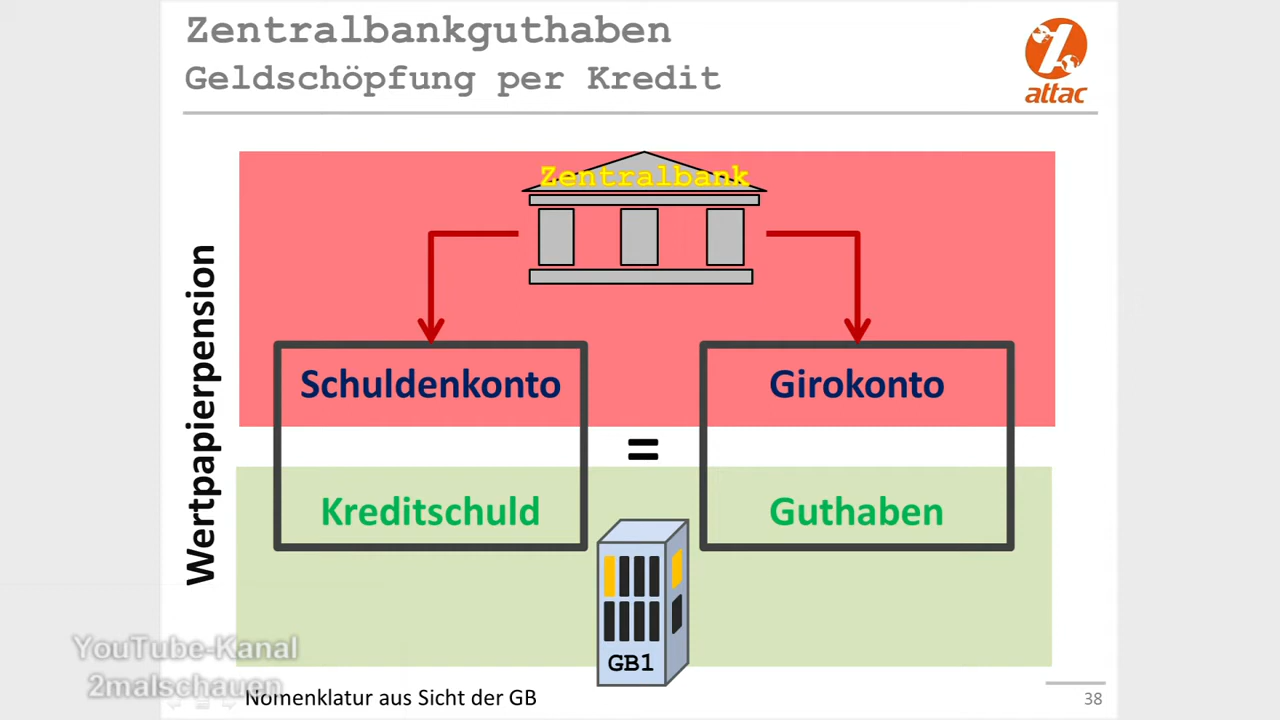 Zentralbankguthaben
Geldschöpfung per Kredit
attac
Zentralbank
Wertpapierpension
Schuldenkonto
Girokonto
=
Kreditschuld
Guthaben
GB1
YouTube-Kanal
2malschauen
Nomenklatur aus Sicht der GB
38